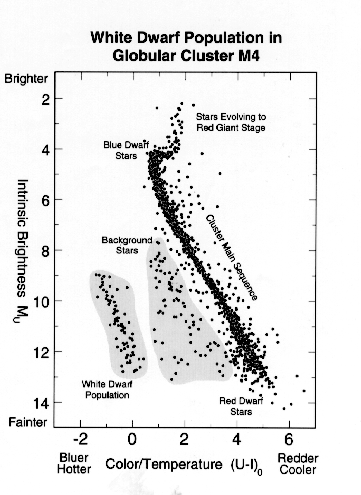 White Dwarf Population in
Globular Cluster M4
Brighter
2
4
6
8
10
12
14
Fainter
Intrinsic Brightness MU
Stars Evolving to
Red Giant Stage
Blue Dwarf
Stars
Cluster Main Sequence
Background
Stars
White Dwarf
Population
Red Dwarf
Stars
-2 0 2 4 6
Bluer
Hotter
Color/Temperature (U-I)0
Redder
Cooler